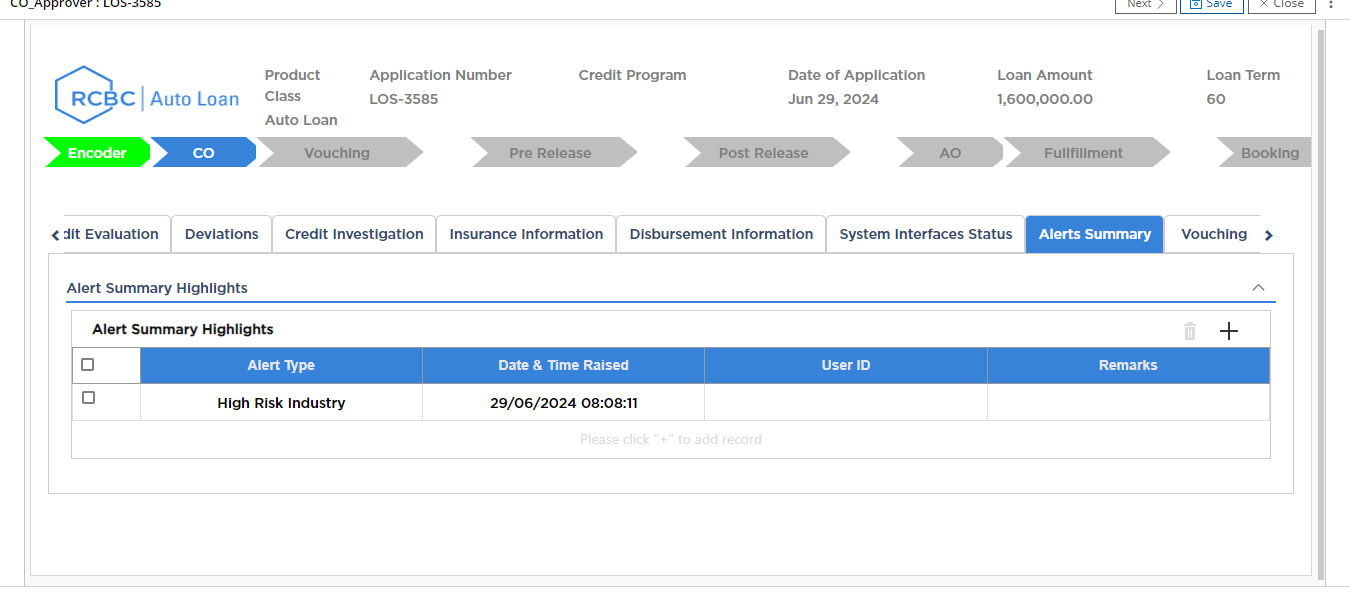 CO_Approver : LOS-3585
Next Save Close
RCBC Auto Loan
Product Class Auto Loan
Application Number LOS-3585
Credit Program
Date of Application Jun 29, 2024
Loan Amount 1,600,000.00
Loan Term 60
Encoder CO Vouching Pre Release Post Release AO Fullfillment Booking
dit Evaluation Deviations Credit Investigation Insurance Information Disbursement Information System Interfaces Status Alerts Summary Vouching
Alert Summary Highlights
Alert Summary Highlights
Alert Type Date & Time Raised User ID Remarks
High Risk Industry 29/06/2024 08:08:11
Please click "+" to add record